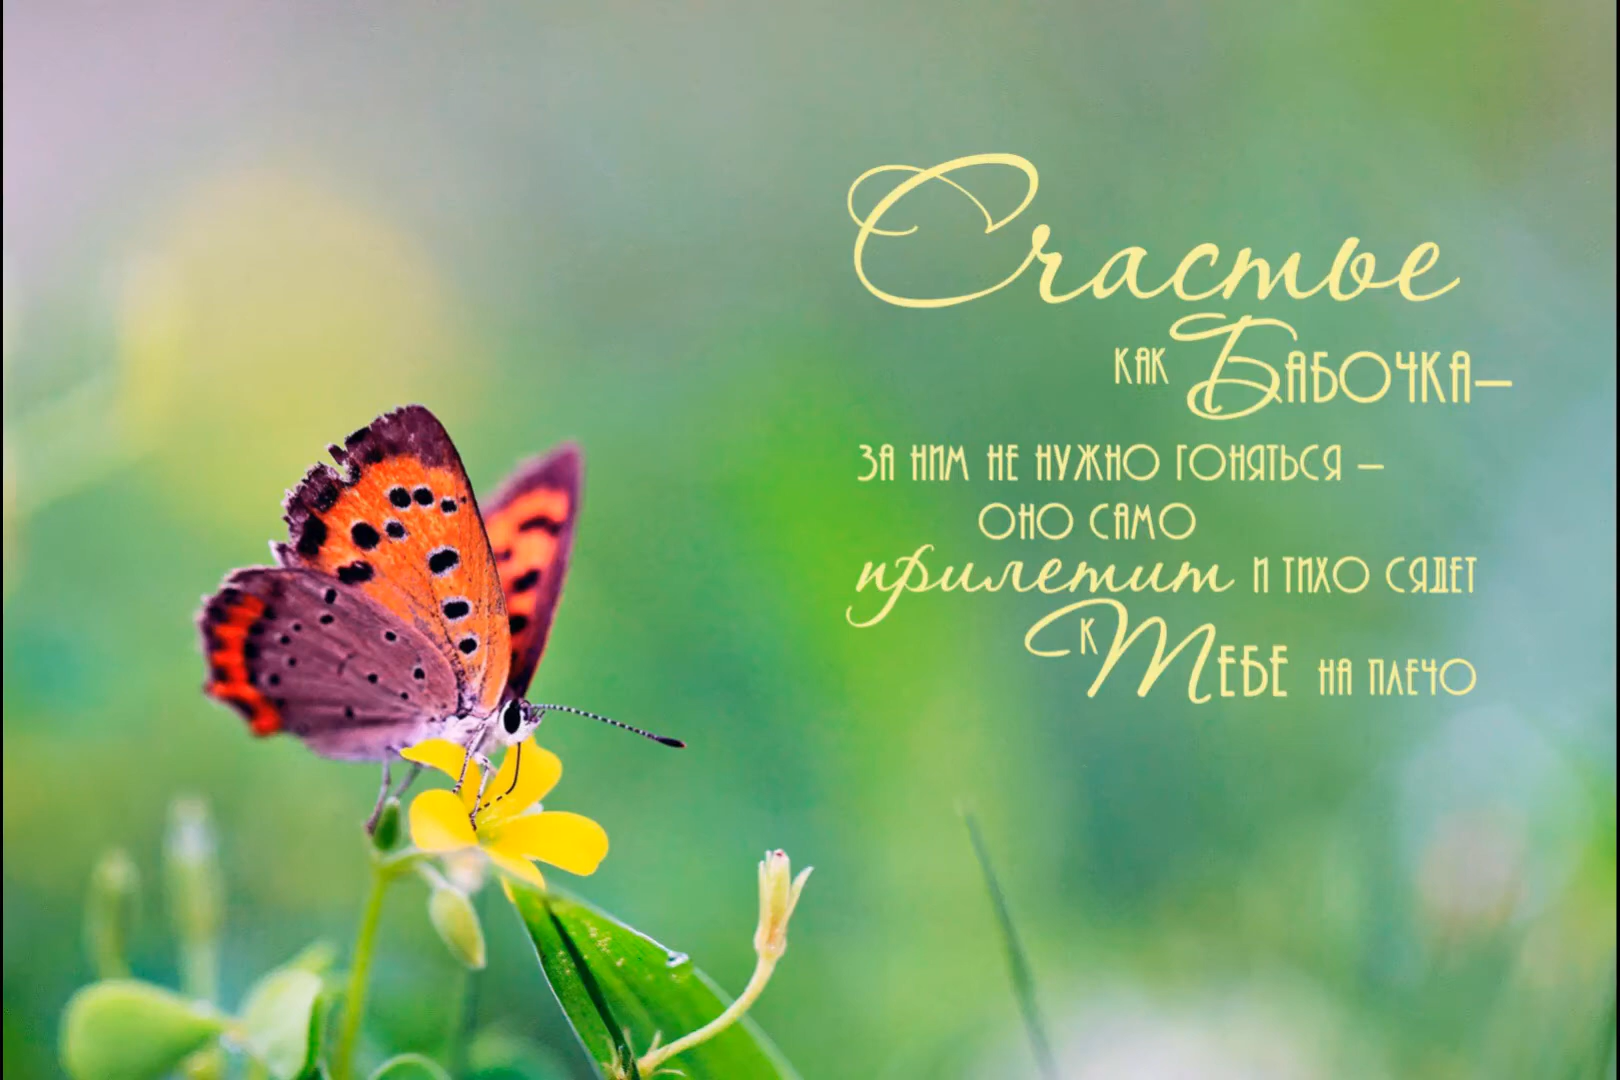 Счастье
как Бабочка—
за ним не нужно гоняться —
оно само
прилетит и тихо сядет
к Тебе на плечо